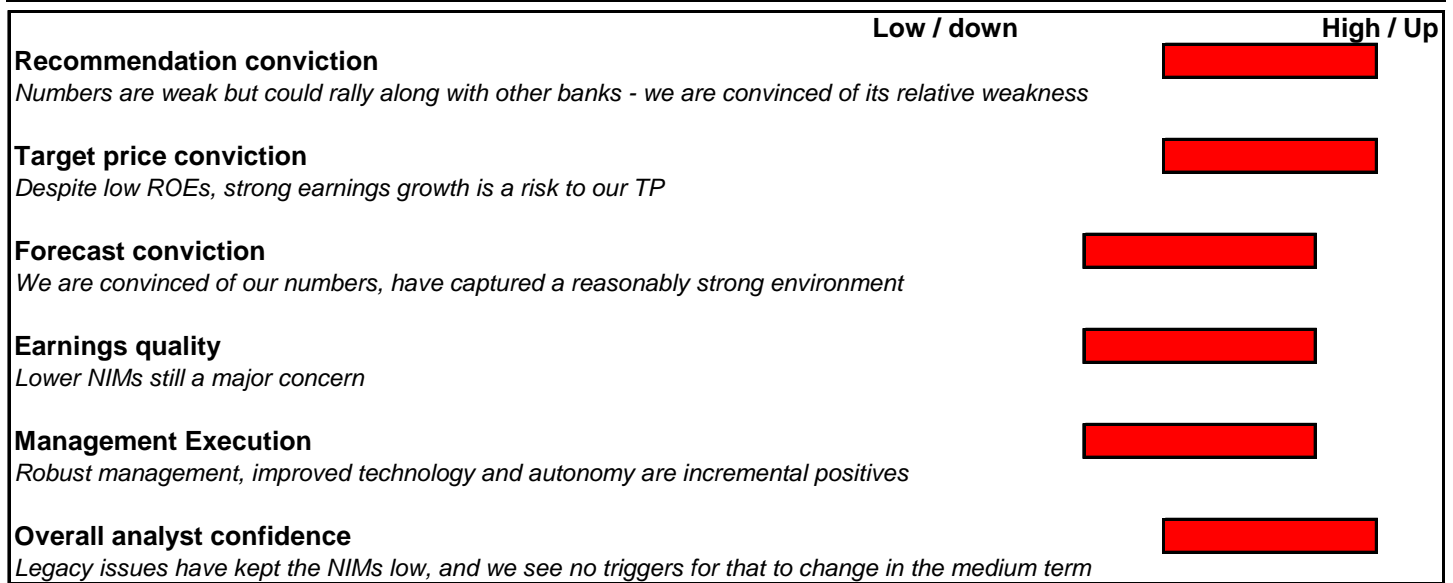 Low / down High / Up
Recommendation conviction
Numbers are weak but could rally along with other banks - we are convinced of its relative weakness
Target price conviction
Despite low ROEs, strong earnings growth is a risk to our TP
Forecast conviction
We are convinced of our numbers, have captured a reasonably strong environment
Earnings quality
Lower NIMs still a major concern
Management Execution
Robust management, improved technology and autonomy are incremental positives
Overall analyst confidence
Legacy issues have kept the NIMs low, and we see no triggers for that to change in the medium term